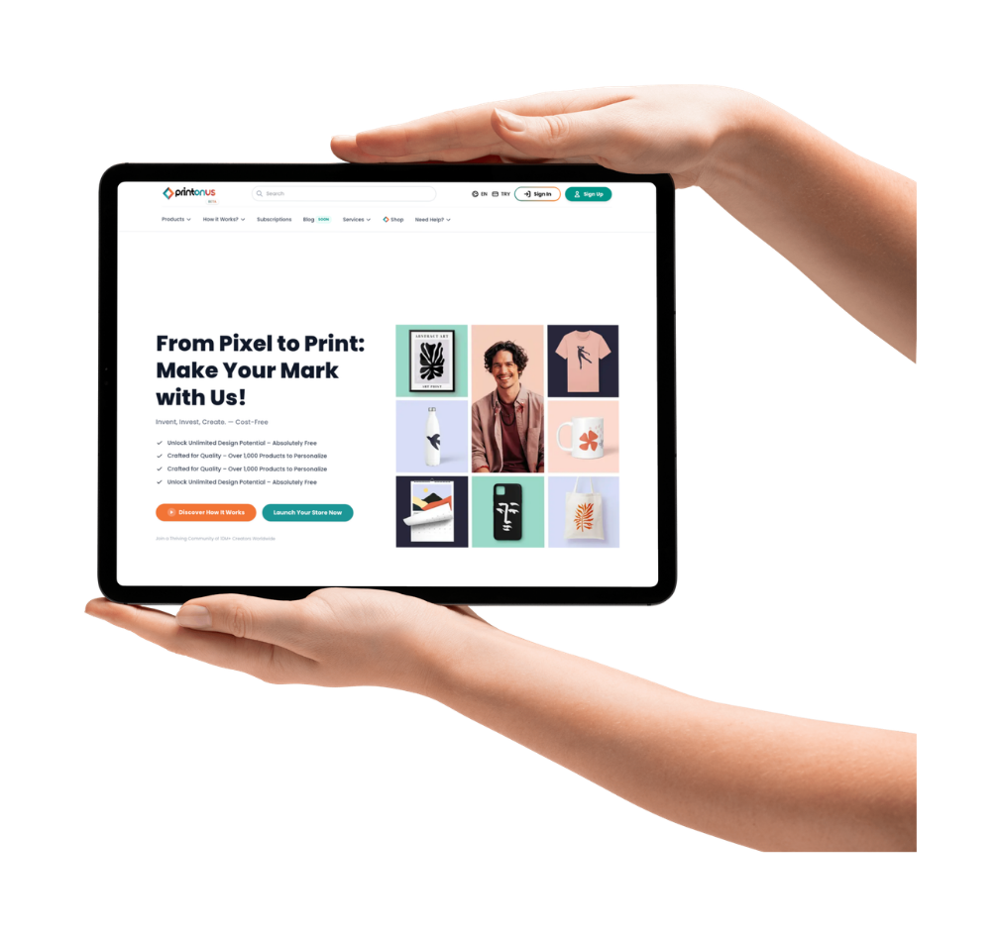 printonus
BETA
Search
EN
TRY
Sign In
Sign Up
Products
How it Works?
Subscriptions
Blog
SOON
Services
Shop
Need Help?
From Pixel to Print:
Make Your Mark
with Us!
Invent, Invest, Create. — Cost-Free
Unlock Unlimited Design Potential – Absolutely Free
Crafted for Quality – Over 1,000 Products to Personalize
Crafted for Quality – Over 1,000 Products to Personalize
Unlock Unlimited Design Potential – Absolutely Free
Discover How It Works
Launch Your Store Now
Join a Thriving Community of 10k+ Creators Worldwide
ABSTRACT ART
ART PRINT